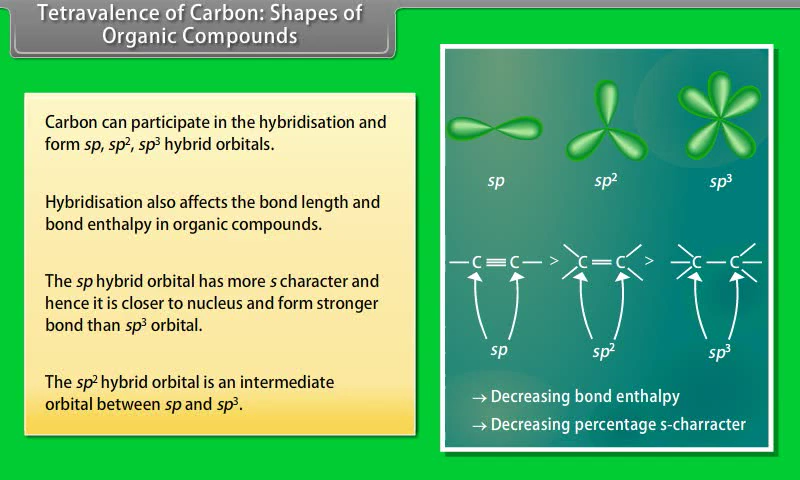 Tetravalence of Carbon: Shapes of
Organic Compounds
Carbon can participate in the hybridisation and
form sp, sp², sp³ hybrid orbitals.
Hybridisation also affects the bond length and
bond enthalpy in organic compounds.
The sp hybrid orbital has more s character and
hence it is closer to nucleus and form stronger
bond than sp³ orbital.
The sp² hybrid orbital is an intermediate
orbital between sp and sp³.
sp sp² sp³
—C≡C— > C=C > C—C
sp sp² sp³
→ Decreasing bond enthalpy
→ Decreasing percentage s-charracter